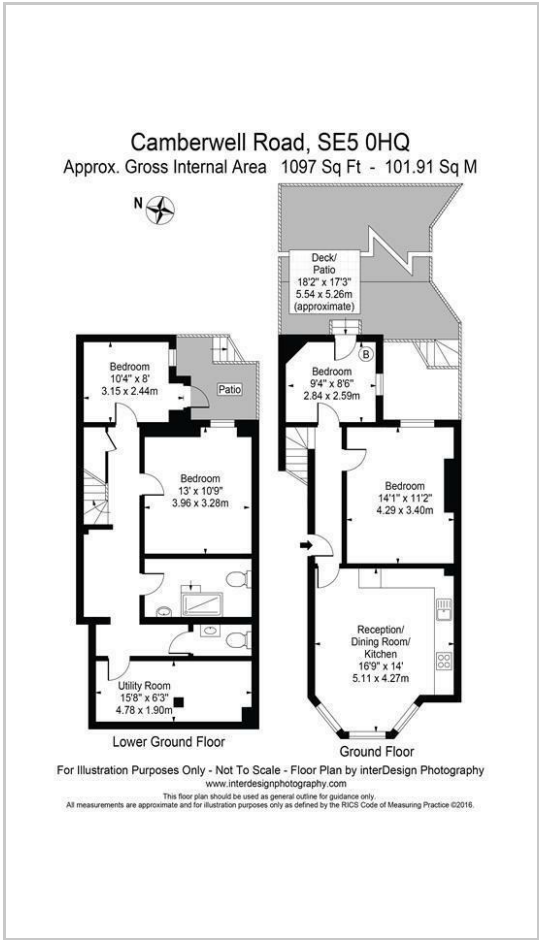 Camberwell Road, SE5 0HQ
Approx. Gross Internal Area 1097 Sq Ft - 101.91 Sq M
N
Deck/
Patio
18'2" x 17'3"
5.54 x 5.26m
(approximate)
Bedroom
10'4" x 8'
3.15 x 2.44m
Patio
Bedroom
9'4" x 8'6"
2.84 x 2.59m
B
Bedroom
13' x 10'9"
3.96 x 3.28m
Bedroom
14'1" x 11'2"
4.29 x 3.40m
Reception/
Dining Room/
Kitchen
16'9" x 14'
5.11 x 4.27m
Utility Room
15'8" x 6'3"
4.78 x 1.90m
Lower Ground Floor
Ground Floor
For Illustration Purposes Only - Not To Scale - Floor Plan by interDesign Photography
www.interdesignphotography.com
This floor plan should be used as general outline for guidance only.
All measurements are approximate and for illustration purposes only as defined by the RICS Code of Measuring Practice ©2016.